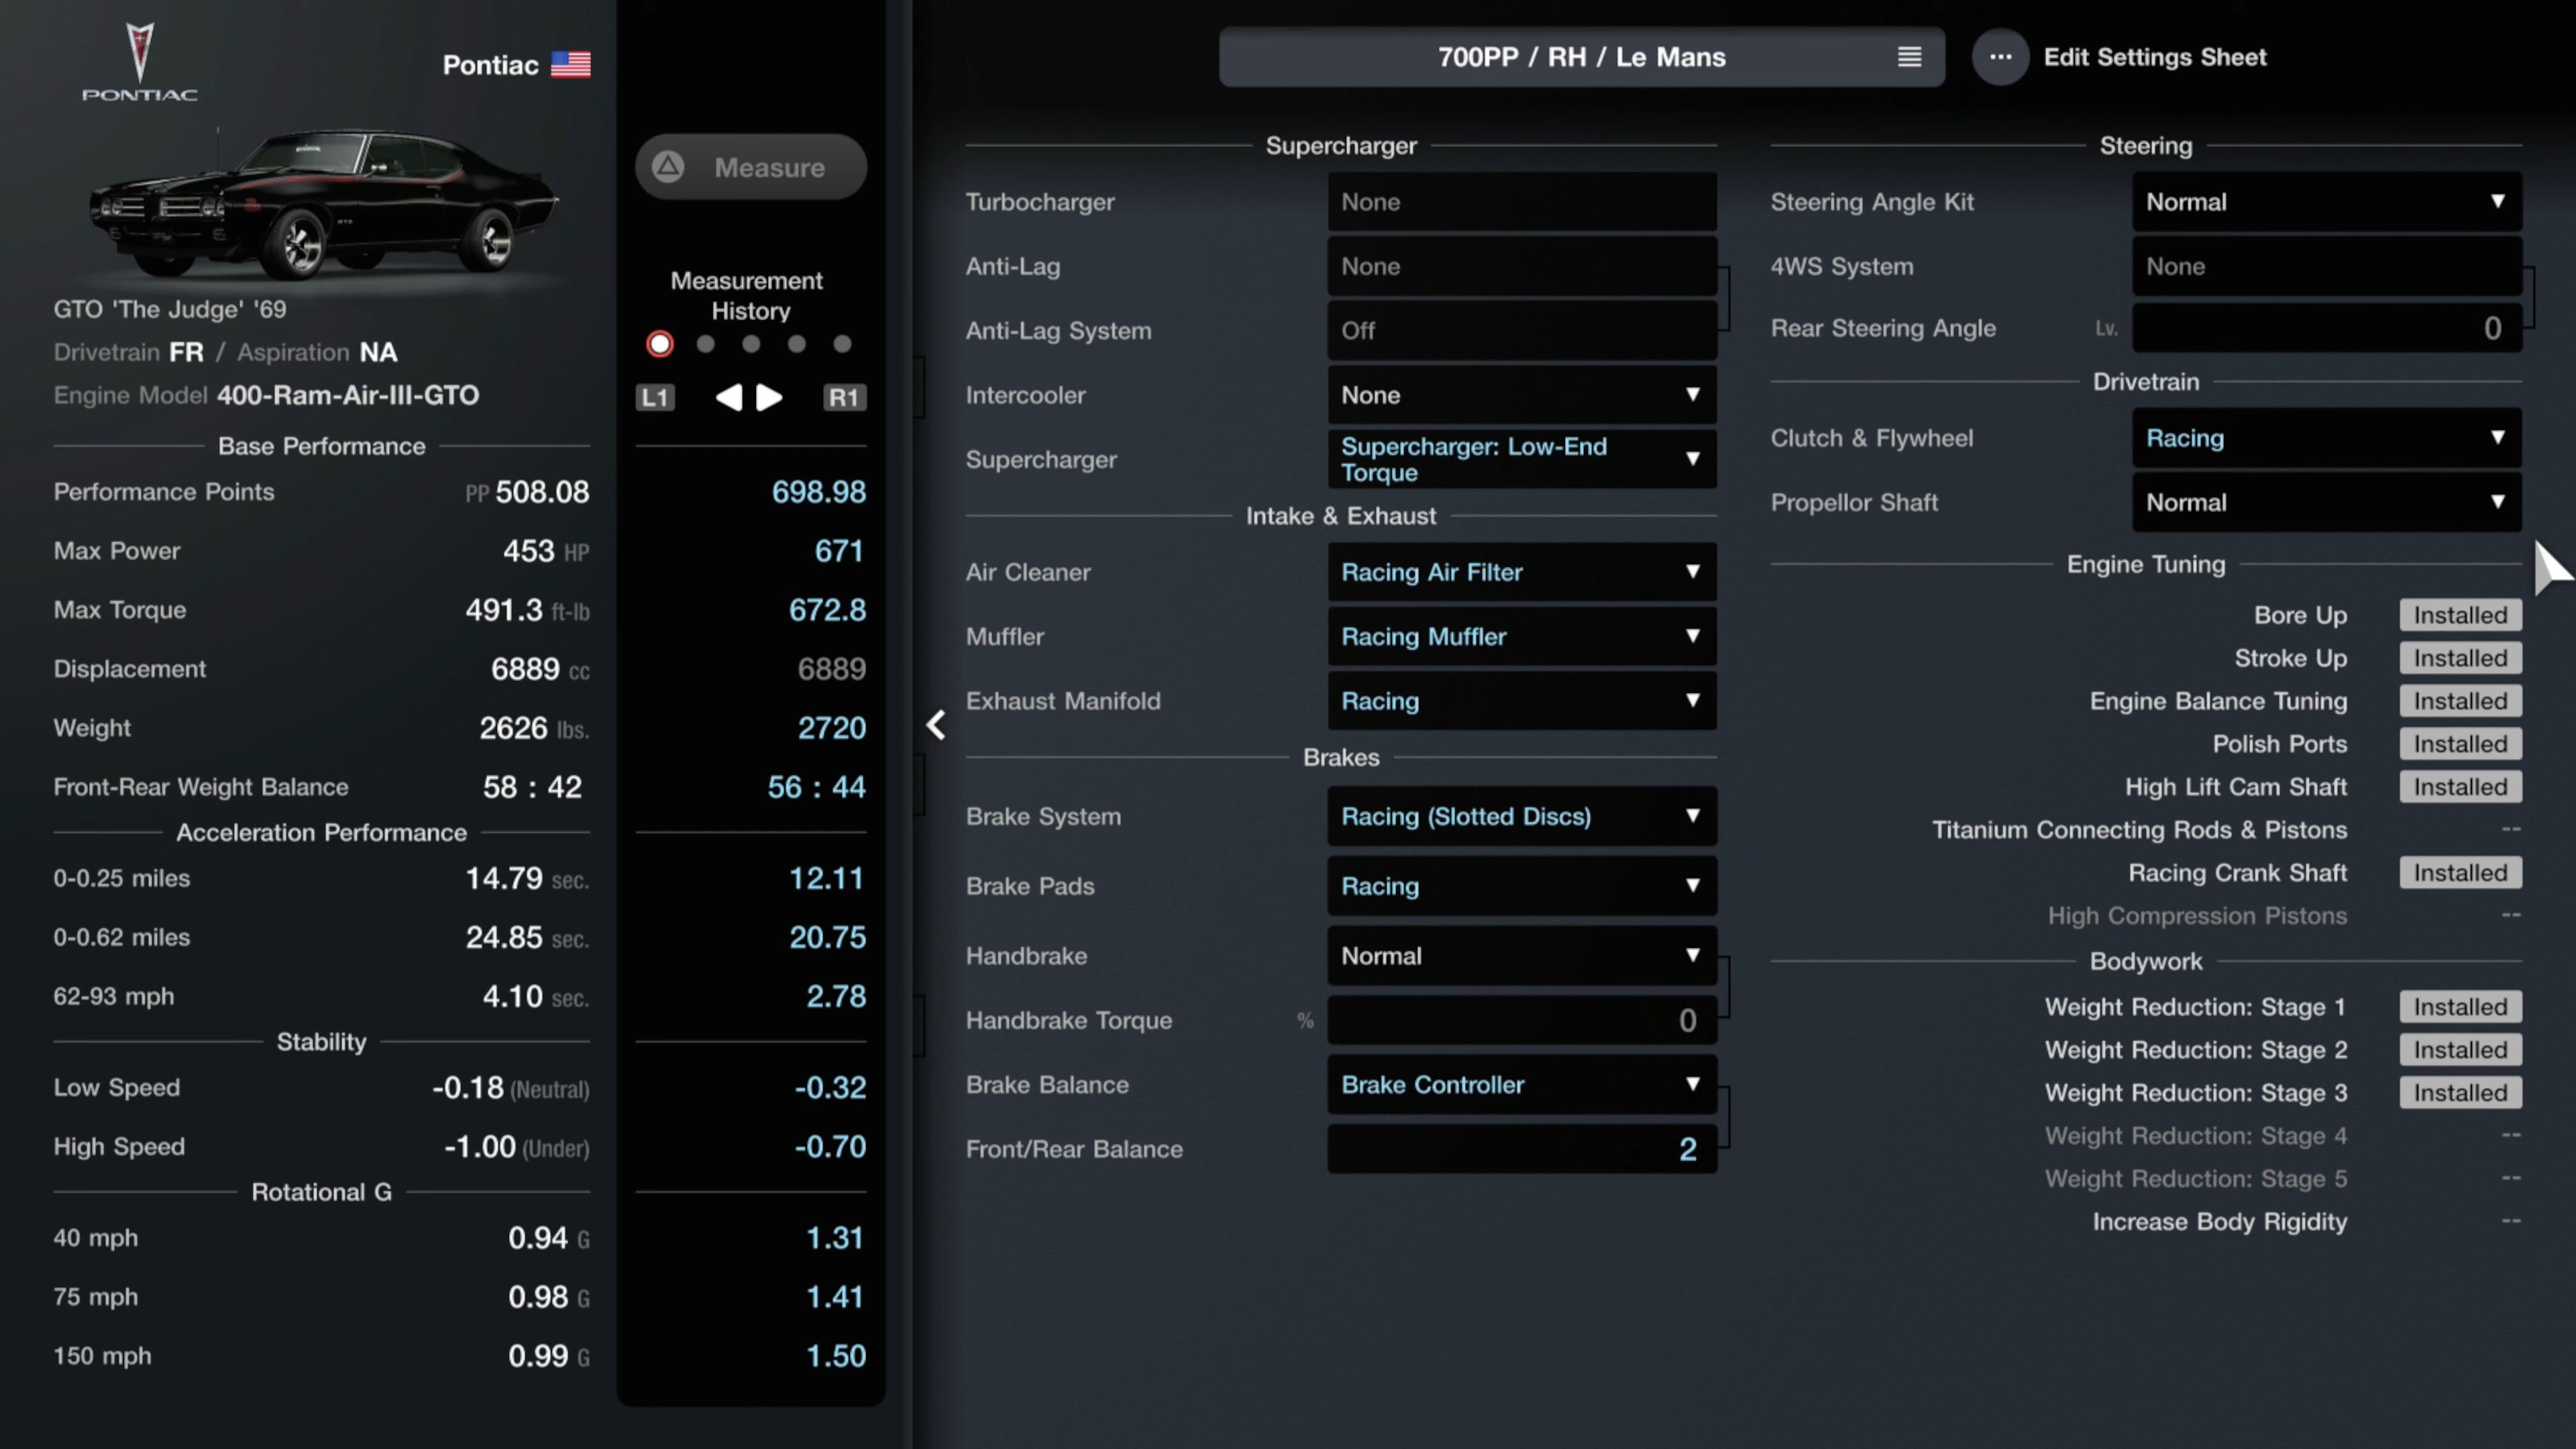 PONTIAC
Pontiac
GTO 'The Judge' '69
Drivetrain FR / Aspiration NA
Engine Model 400-Ram-Air-III-GTO
Measure
Measurement
History
L1 R1
Base Performance
Performance Points PP 508.08 698.98
Max Power 453 HP 671
Max Torque 491.3 ft-lb 672.8
Displacement 6889 cc 6889
Weight 2626 lbs. 2720
Front-Rear Weight Balance 58 : 42 56 : 44
Acceleration Performance
0-0.25 miles 14.79 sec. 12.11
0-0.62 miles 24.85 sec. 20.75
62-93 mph 4.10 sec. 2.78
Stability
Low Speed -0.18 (Neutral) -0.32
High Speed -1.00 (Under) -0.70
Rotational G
40 mph 0.94 G 1.31
75 mph 0.98 G 1.41
150 mph 0.99 G 1.50
700PP / RH / Le Mans
Edit Settings Sheet
Supercharger
Turbocharger None
Anti-Lag None
Anti-Lag System Off
Intercooler None
Supercharger Supercharger: Low-End
Torque
Intake & Exhaust
Air Cleaner Racing Air Filter
Muffler Racing Muffler
Exhaust Manifold Racing
Brakes
Brake System Racing (Slotted Discs)
Brake Pads Racing
Handbrake Normal
Handbrake Torque % 0
Brake Balance Brake Controller
Front/Rear Balance 2
Steering
Steering Angle Kit Normal
4WS System None
Rear Steering Angle Lv. 0
Drivetrain
Clutch & Flywheel Racing
Propellor Shaft Normal
Engine Tuning
Bore Up Installed
Stroke Up Installed
Engine Balance Tuning Installed
Polish Ports Installed
High Lift Cam Shaft Installed
Titanium Connecting Rods & Pistons --
Racing Crank Shaft Installed
High Compression Pistons --
Bodywork
Weight Reduction: Stage 1 Installed
Weight Reduction: Stage 2 Installed
Weight Reduction: Stage 3 Installed
Weight Reduction: Stage 4 --
Weight Reduction: Stage 5 --
Increase Body Rigidity --